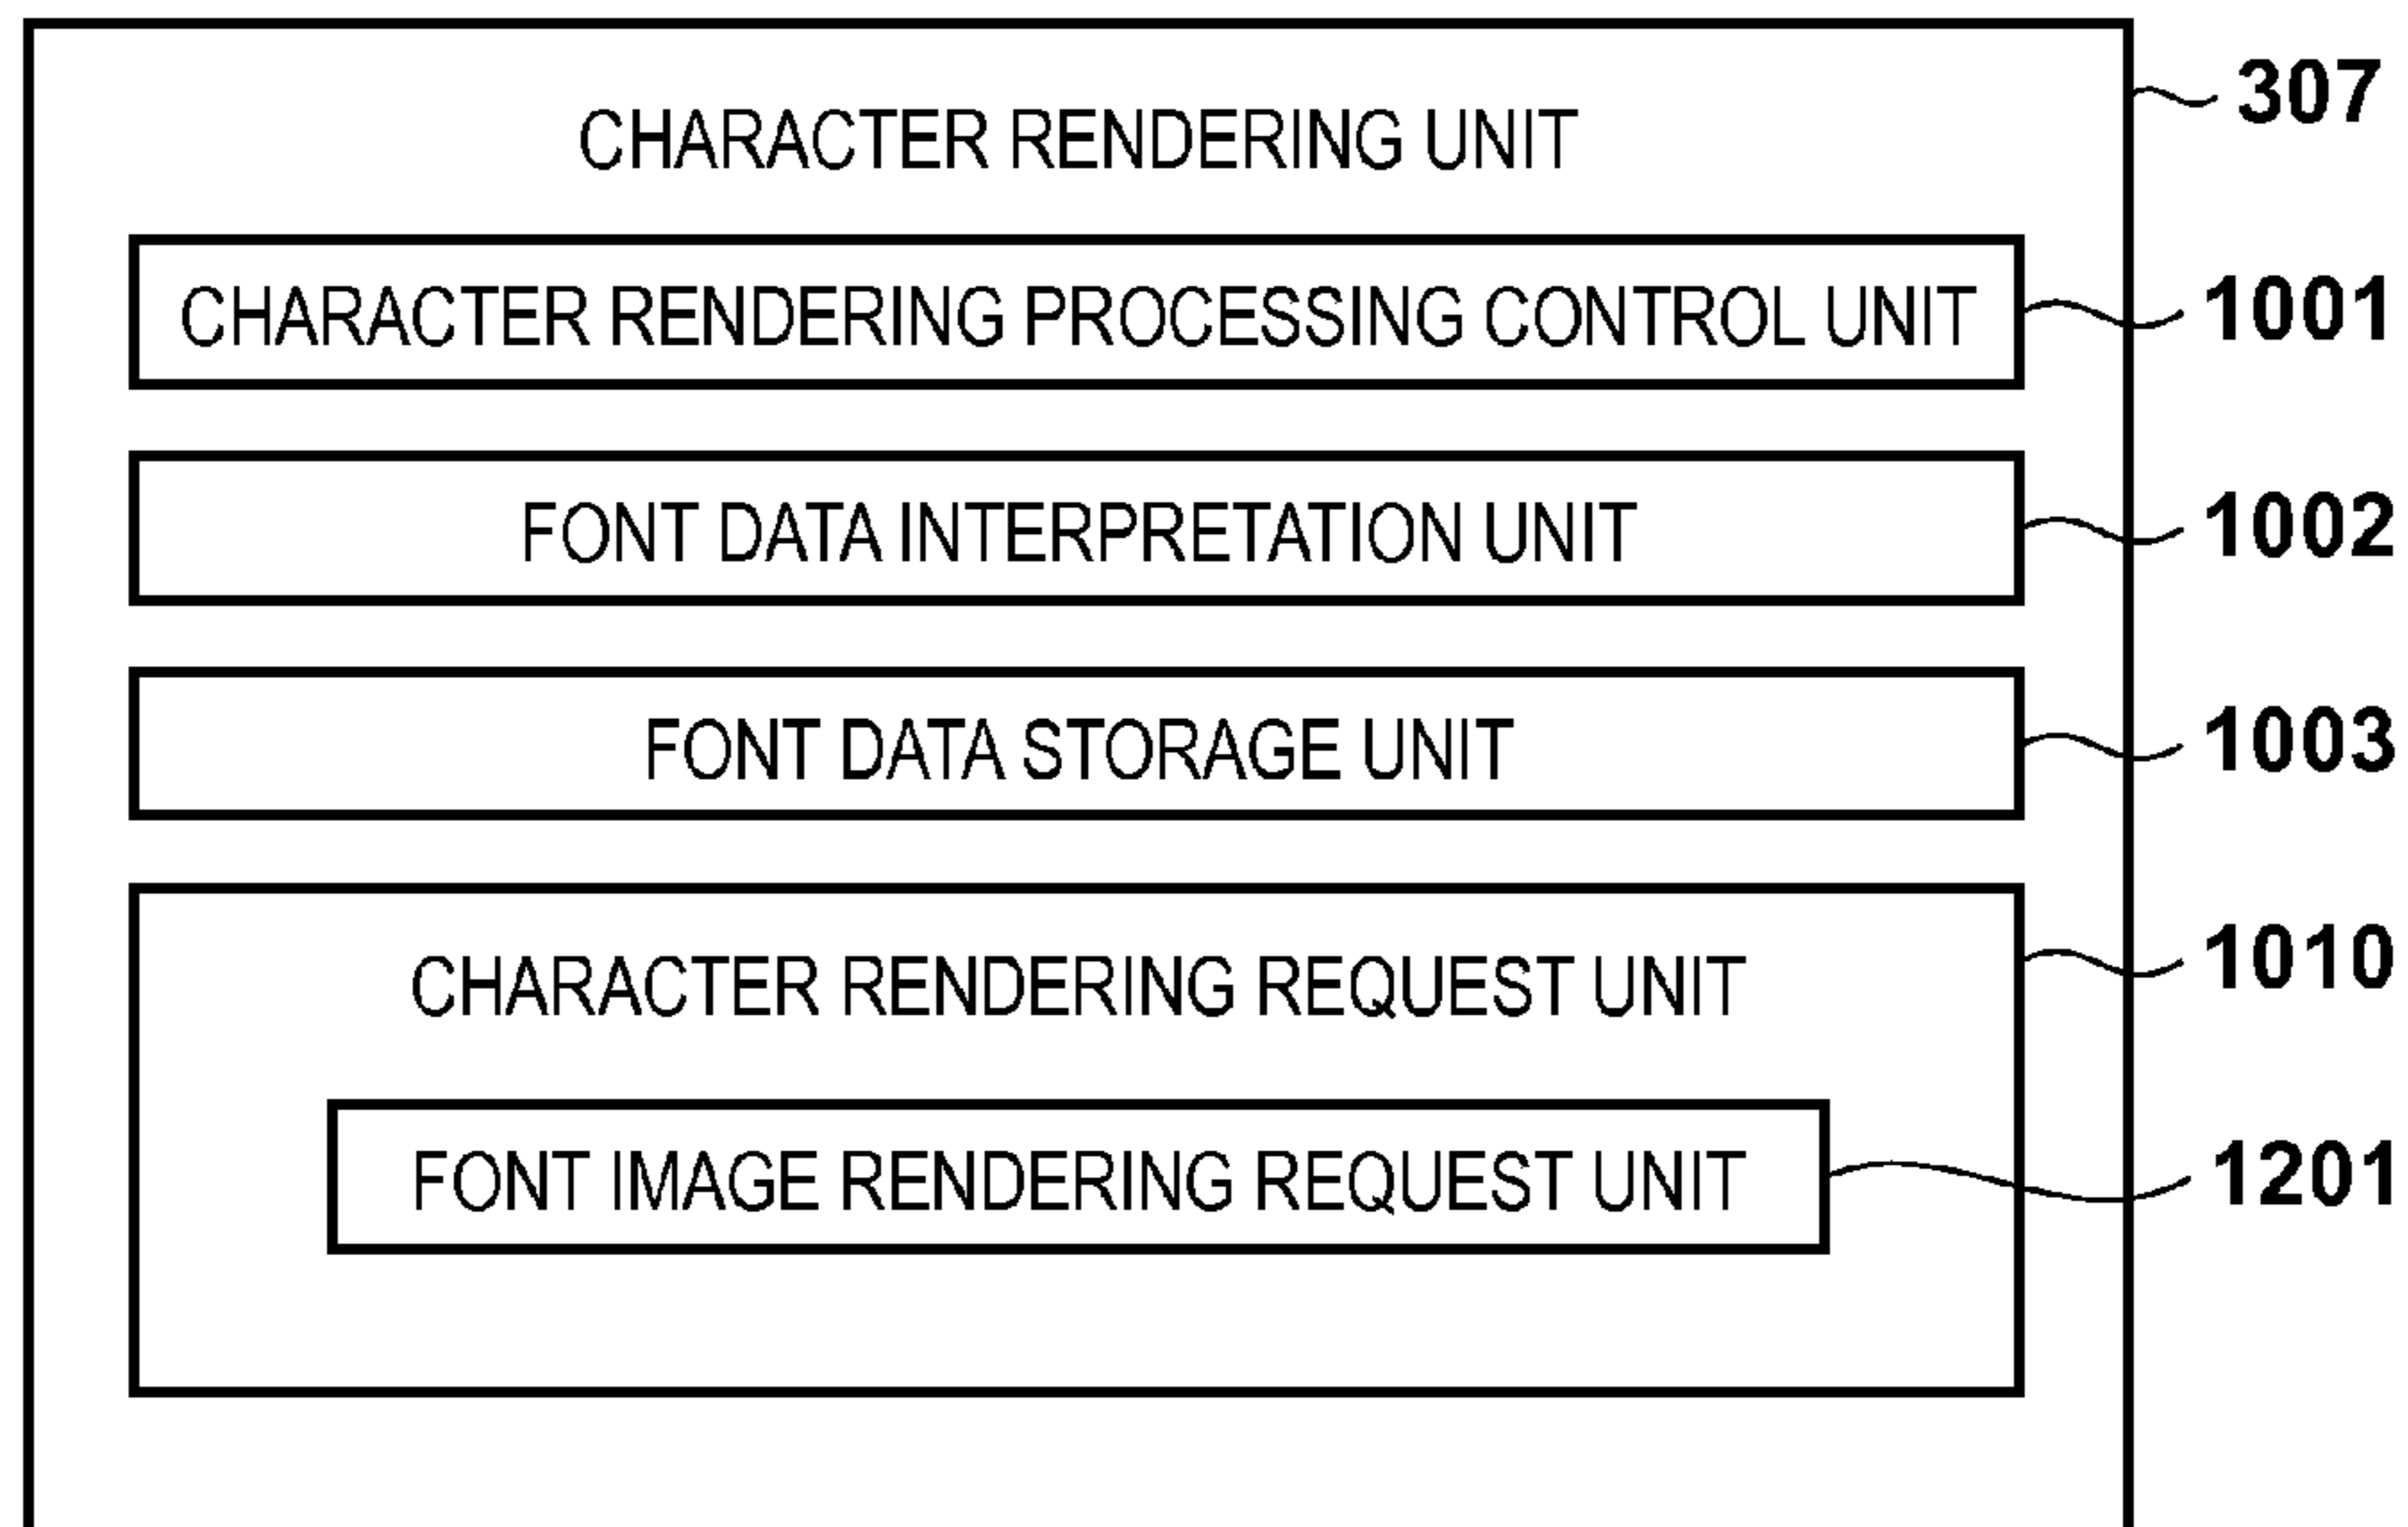 CHARACTER RENDERING UNIT 307
CHARACTER RENDERING PROCESSING CONTROL UNIT 1001
FONT DATA INTERPRETATION UNIT 1002
FONT DATA STORAGE UNIT 1003
CHARACTER RENDERING REQUEST UNIT 1010
FONT IMAGE RENDERING REQUEST UNIT 1201